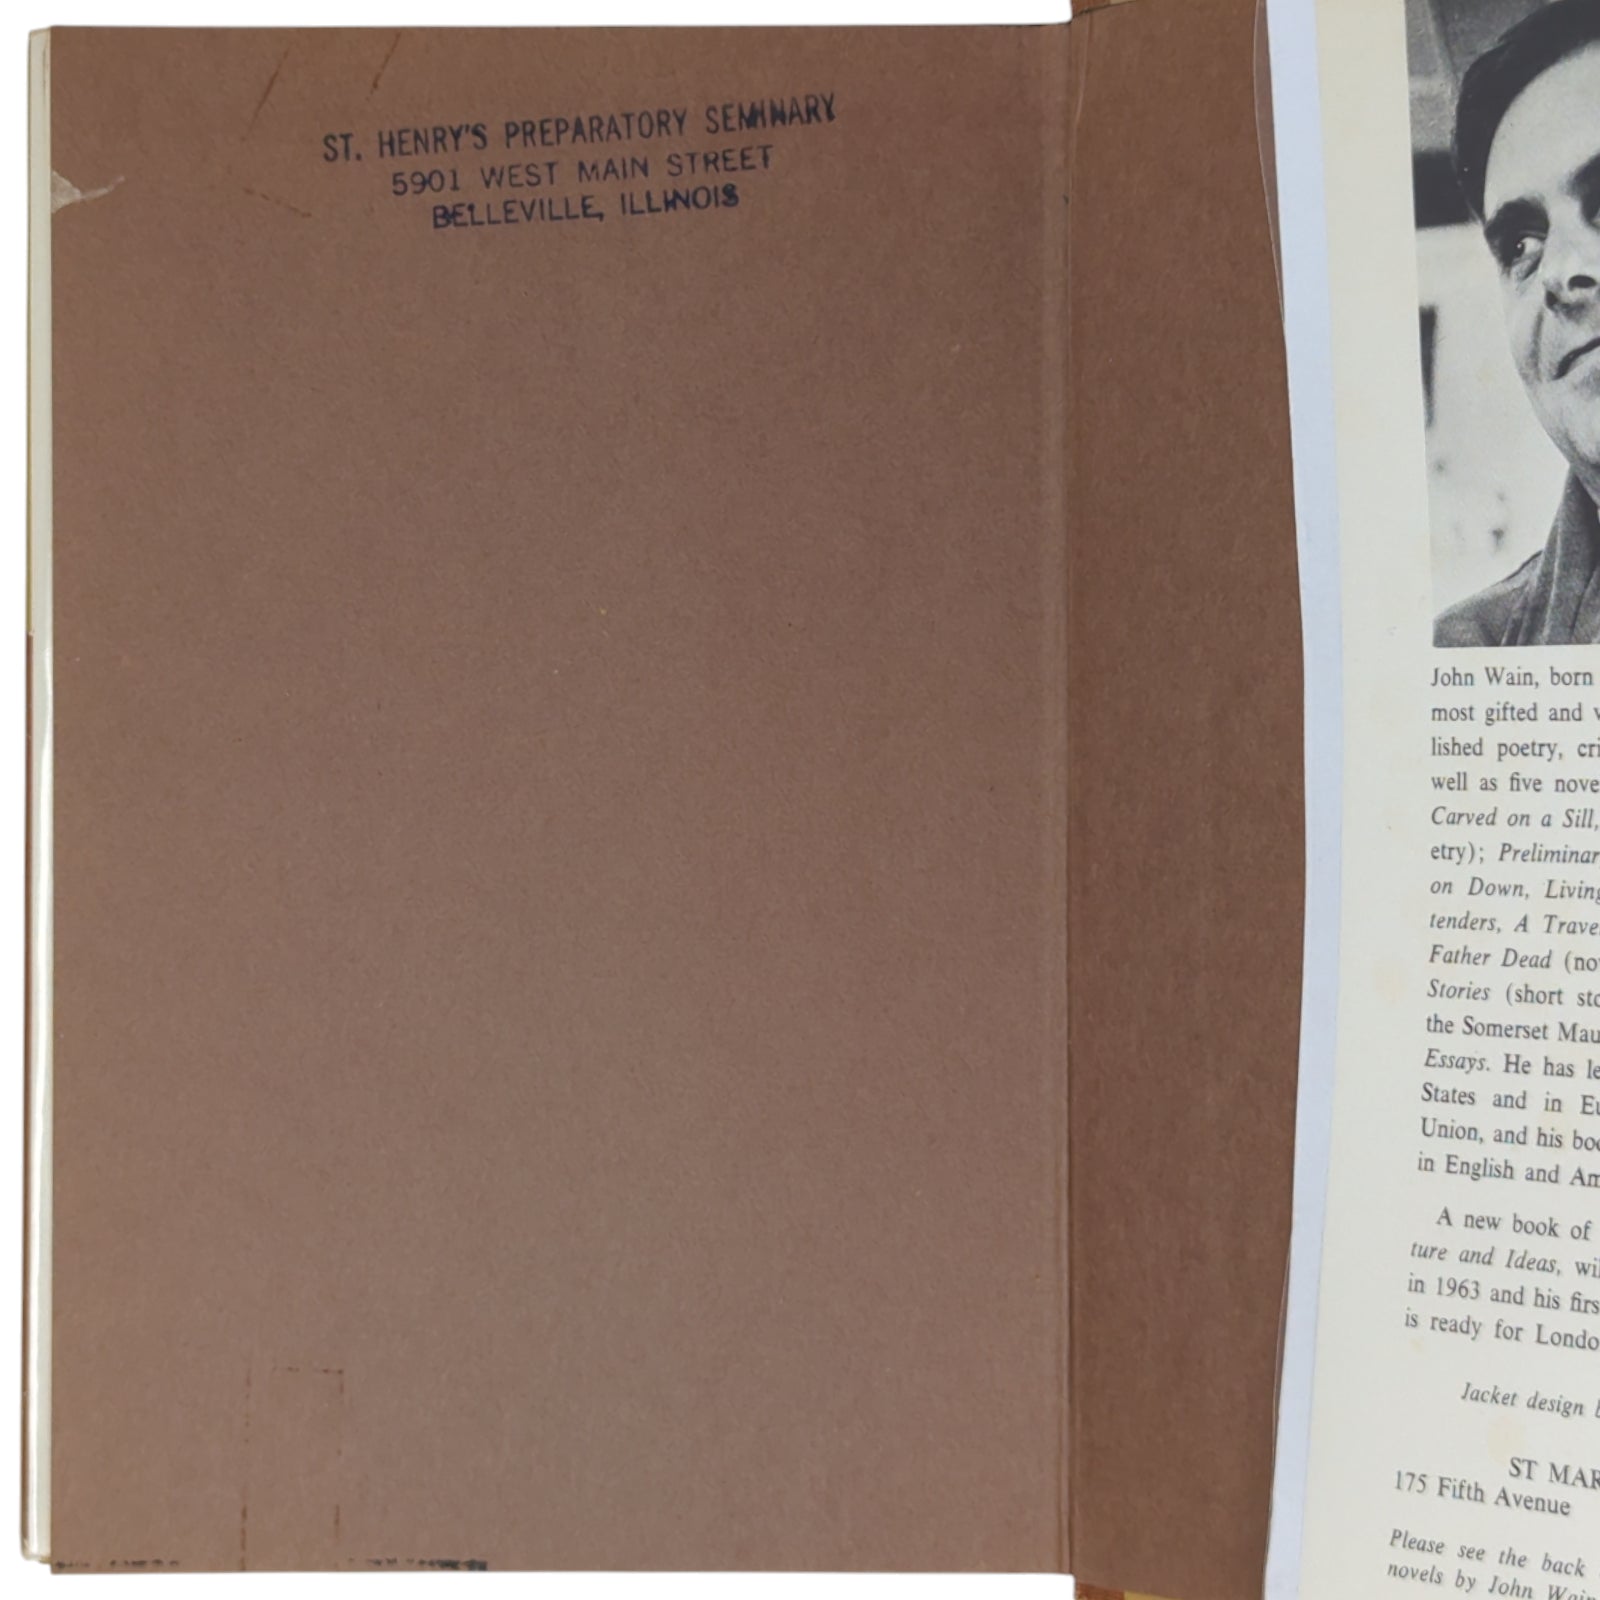 ST. HENRY'S PREPARATORY SEMINARY
5901 WEST MAIN STREET
BELLEVILLE, ILLINOIS
John Wain, born
most gifted and
lished poetry,
well as five
Carved on a Sill,
etry);
on Down,
tenders, A
Father Dead
Stories (short
the Somerset
Essays. He has
States and in
Union, and his
in English and
A new book of
ture and Ideas,
in 1963 and his
is ready for
Jacket design
ST
175 Fifth Avenue
Please see the back
novels by John Wain